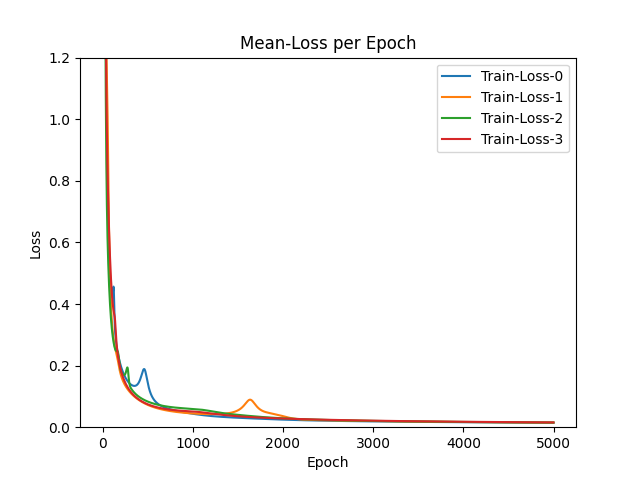 Mean-Loss per Epoch
1.2
1.0
0.8
0.6
0.4
0.2
0.0
Loss
Train-Loss-0
Train-Loss-1
Train-Loss-2
Train-Loss-3
0 1000 2000 3000 4000 5000
Epoch